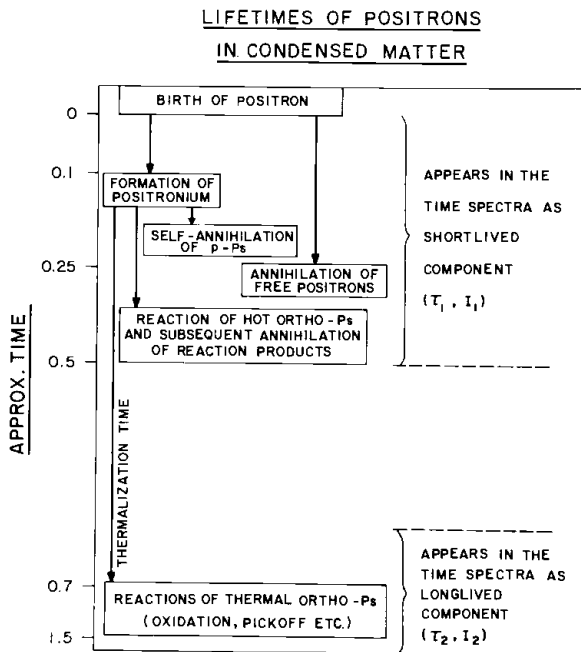 LIFETIMES OF POSITRONS
IN CONDENSED MATTER
APPROX. TIME
0
0.1
0.25
0.5
0.7
1.5
BIRTH OF POSITRON
FORMATION OF
POSITRONIUM
SELF-ANNIHILATION
OF p-Ps
ANNIHILATION OF
FREE POSITRONS
REACTION OF HOT ORTHO-Ps
AND SUBSEQUENT ANNIHILATION
OF REACTION PRODUCTS
THERMALIZATION TIME
REACTIONS OF THERMAL ORTHO-Ps
(OXIDATION, PICKOFF ETC.)
APPEARS IN THE
TIME SPECTRA AS
SHORTLIVED
COMPONENT
(τ₁, I₁)
APPEARS IN THE
TIME SPECTRA AS
LONGLIVED
COMPONENT
(τ₂, I₂)